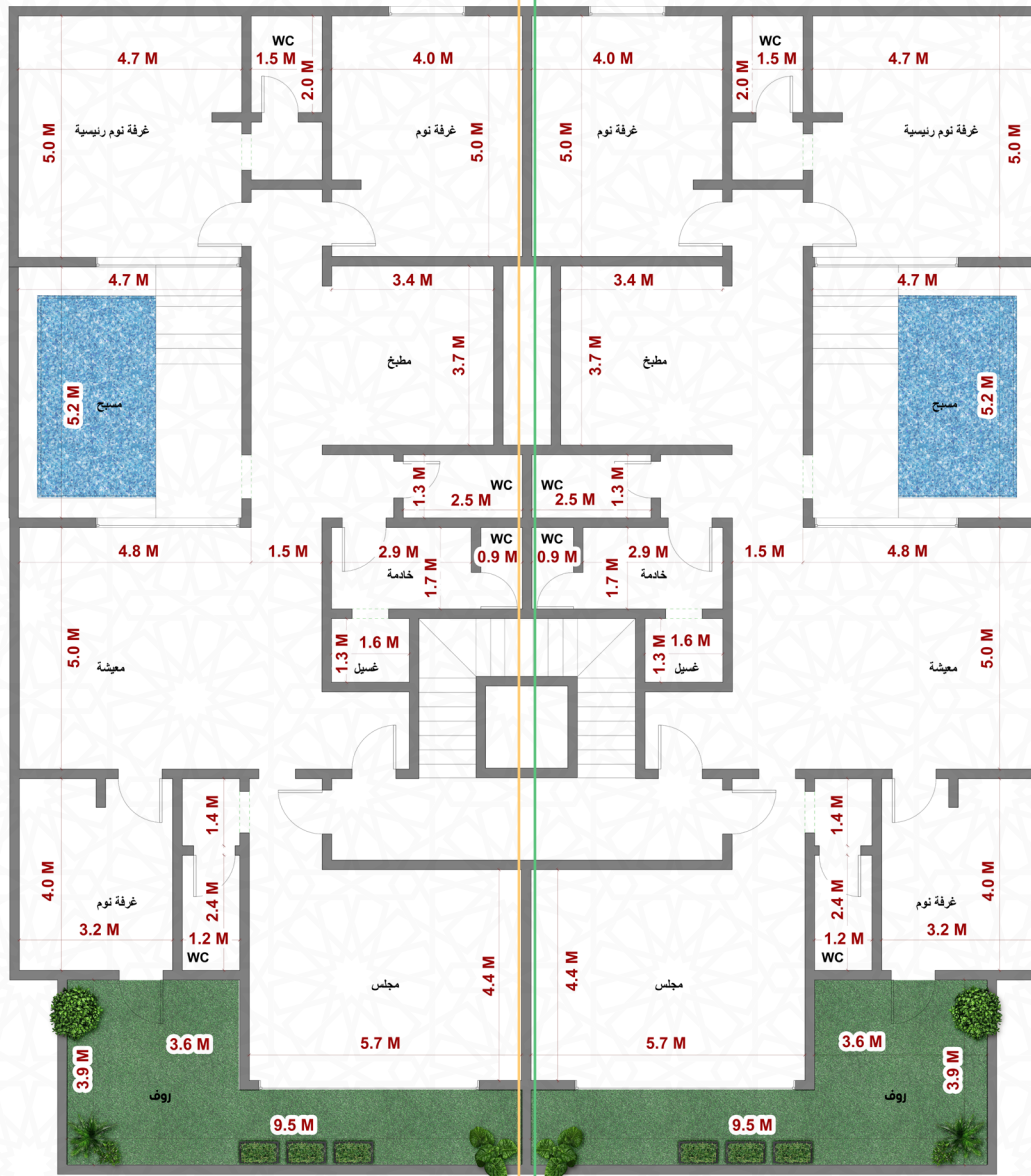 WC
WC
4.7 M
1.5 M
4.0 M
4.0 M
1.5 M
4.7 M
2.0 M
2.0 M
غرفة نوم رئيسية
غرفة نوم
غرفة نوم
غرفة نوم رئيسية
5.0 M
5.0 M
5.0 M
5.0 M
4.7 M
3.4 M
3.4 M
4.7 M
مطبخ
مطبخ
3.7 M
3.7 M
مسبح
مسبح
5.2 M
5.2 M
1.3 M
WC
WC
1.3 M
2.5 M
2.5 M
WC
WC
4.8 M
1.5 M
2.9 M
0.9 M
0.9 M
2.9 M
1.5 M
4.8 M
خادمة
خادمة
1.7 M
1.7 M
5.0 M
1.3 M
1.6 M
1.6 M
1.3 M
5.0 M
معيشة
غسيل
غسيل
معيشة
1.4 M
1.4 M
4.0 M
2.4 M
2.4 M
4.0 M
غرفة نوم
غرفة نوم
3.2 M
1.2 M
1.2 M
3.2 M
WC
WC
4.4 M
مجلس
مجلس
4.4 M
3.6 M
5.7 M
5.7 M
3.6 M
3.9 M
3.9 M
روف
روف
9.5 M
9.5 M